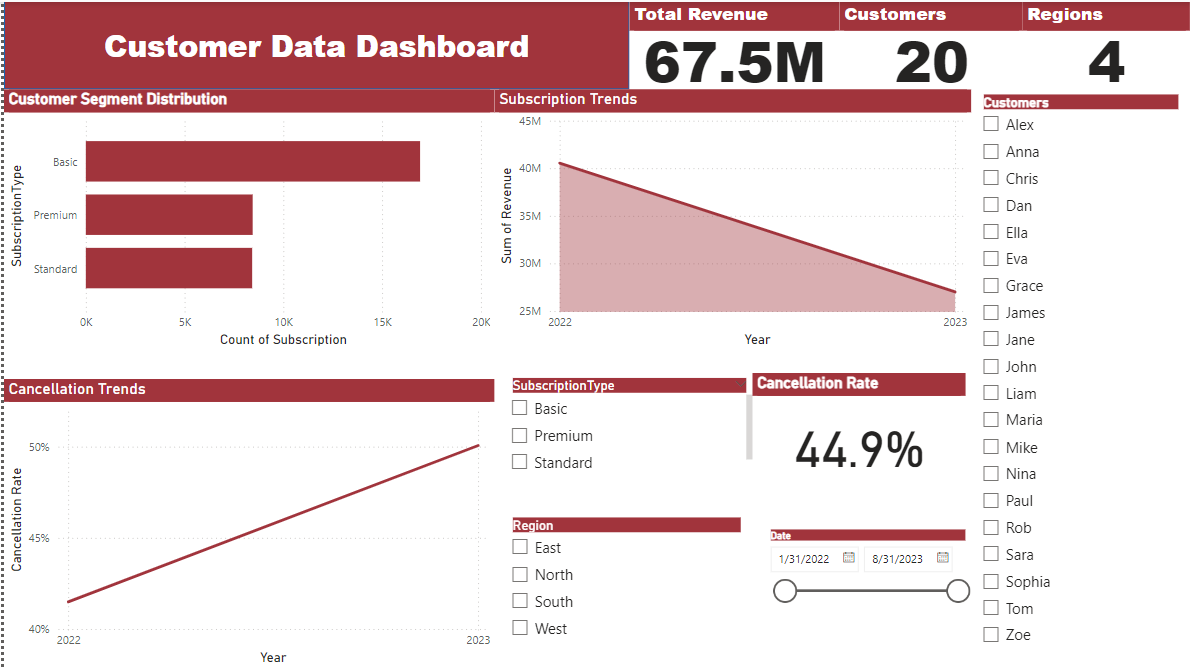 Customer Data Dashboard
Total Revenue
67.5M
Customers
20
Regions
4
Customer Segment Distribution
SubscriptionType
Basic
Premium
Standard
0K 5K 10K 15K 20K
Count of Subscription
Subscription Trends
Sum of Revenue
45M
40M
35M
30M
25M
2022 2023
Year
Customers
Alex
Anna
Chris
Dan
Ella
Eva
Grace
James
Jane
John
Liam
Maria
Mike
Nina
Paul
Rob
Sara
Sophia
Tom
Zoe
Cancellation Trends
Cancellation Rate
50%
45%
40%
2022 2023
Year
SubscriptionType
Basic
Premium
Standard
Cancellation Rate
44.9%
Region
East
North
South
West
Date
1/31/2022 8/31/2023